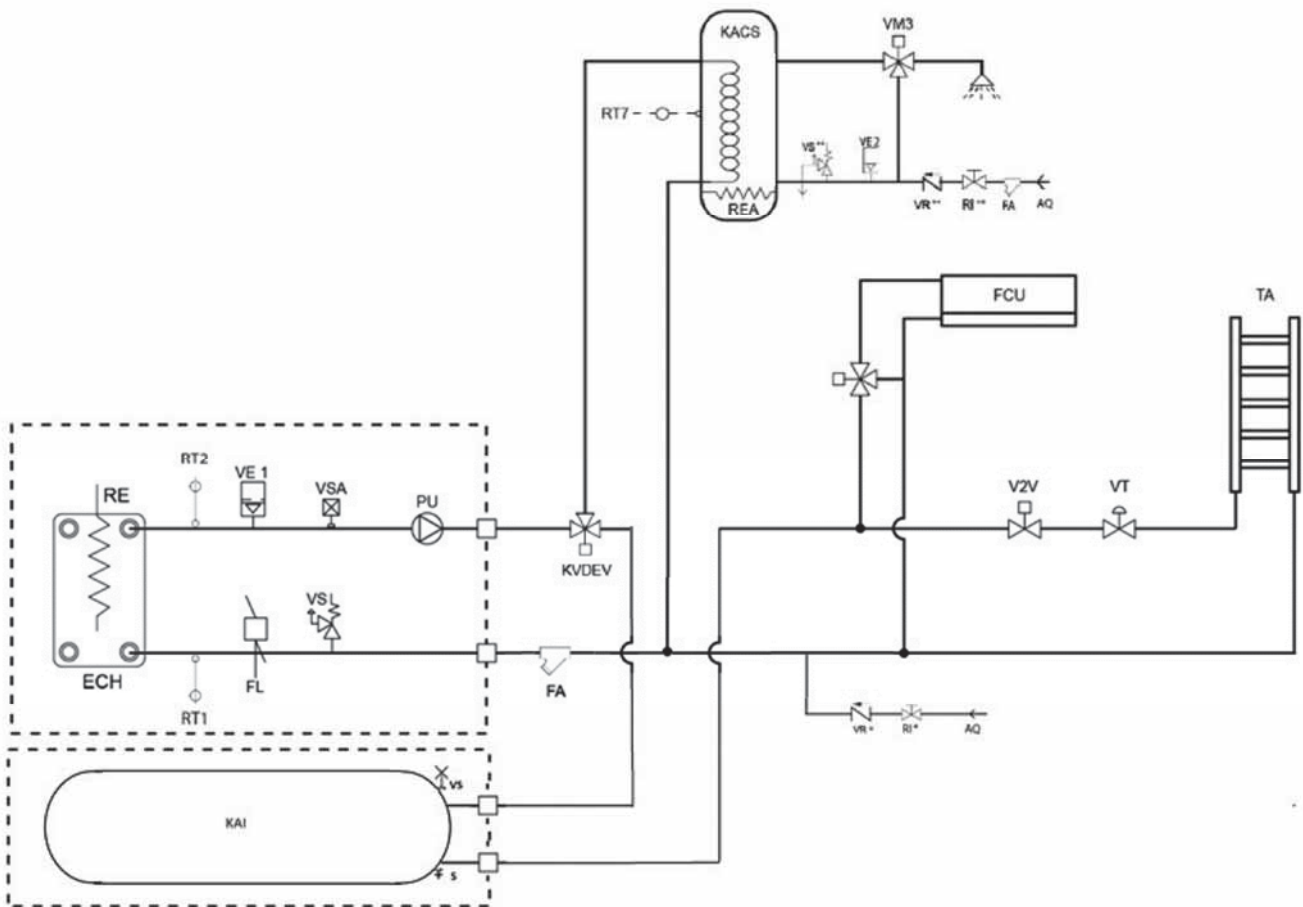 KACS
VM3
RT7
VS**
VE2
REA
VR**
RI**
FA
AQ
FCU
TA
RT2
VE 1
VSA
PU
RE
V2V
VT
KVDEV
VSL
ECH
FL
FA
RT1
VR*
RI*
AQ
VS
KAI
S